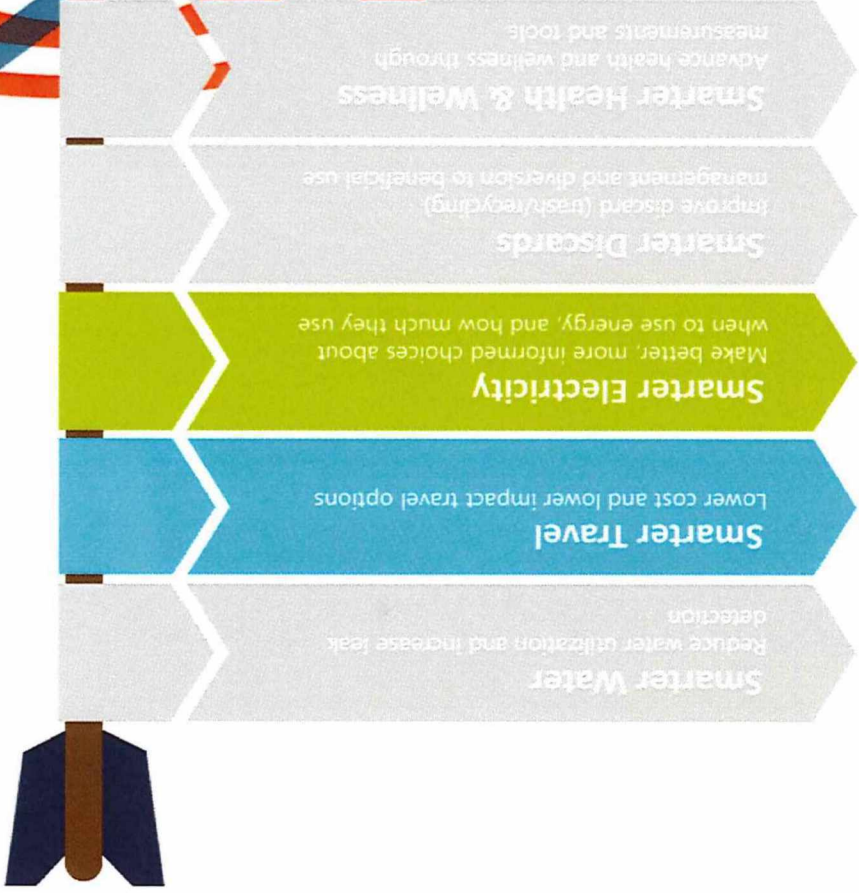 Smarter Water
Reduce water utilization and increase leak
detection
Smarter Travel
Lower cost and lower impact travel options
Smarter Electricity
Make better, more informed choices about
when to use energy, and how much they use
Smarter Discards
Improve discard (trash/recycling)
management and diversion to beneficial use
Smarter Health & Wellness
Advance health and wellness through
measurements and tools